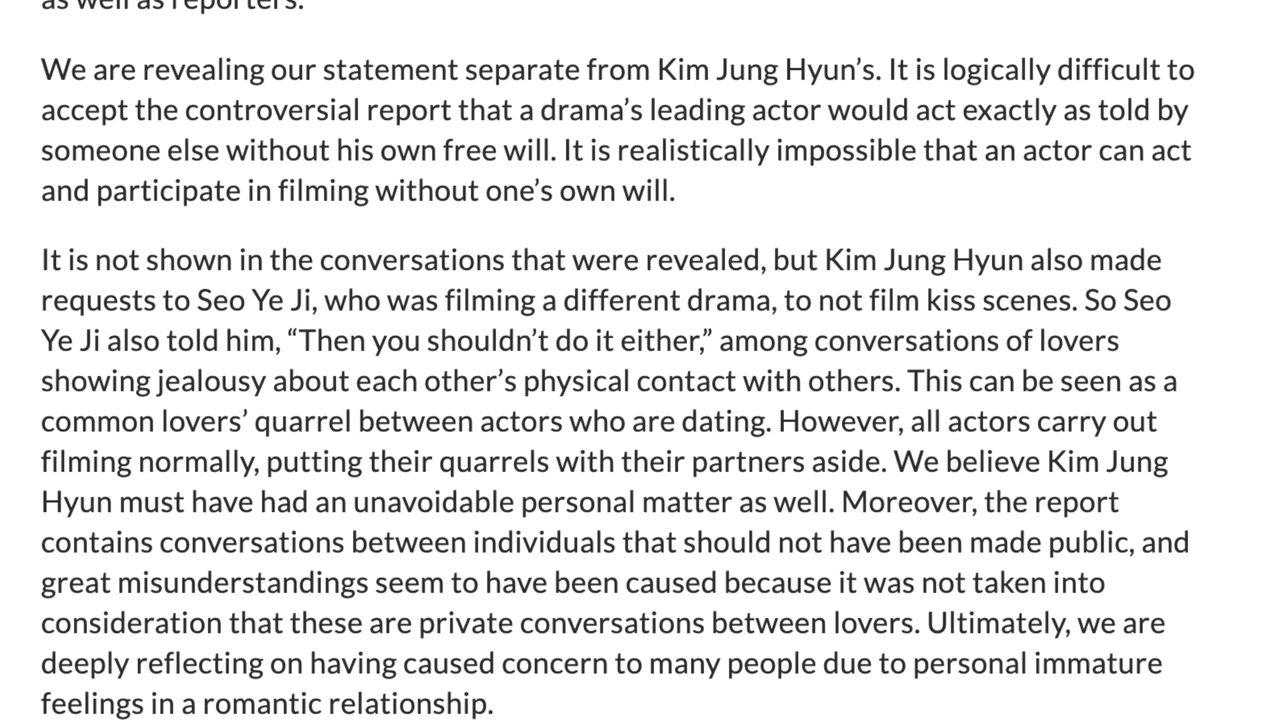 as well as reporters.
We are revealing our statement separate from Kim Jung Hyun’s. It is logically difficult to
accept the controversial report that a drama’s leading actor would act exactly as told by
someone else without his own free will. It is realistically impossible that an actor can act
and participate in filming without one’s own will.
It is not shown in the conversations that were revealed, but Kim Jung Hyun also made
requests to Seo Ye Ji, who was filming a different drama, to not film kiss scenes. So Seo
Ye Ji also told him, “Then you shouldn’t do it either,” among conversations of lovers
showing jealousy about each other’s physical contact with others. This can be seen as a
common lovers’ quarrel between actors who are dating. However, all actors carry out
filming normally, putting their quarrels with their partners aside. We believe Kim Jung
Hyun must have had an unavoidable personal matter as well. Moreover, the report
contains conversations between individuals that should not have been made public, and
great misunderstandings seem to have been caused because it was not taken into
consideration that these are private conversations between lovers. Ultimately, we are
deeply reflecting on having caused concern to many people due to personal immature
feelings in a romantic relationship.